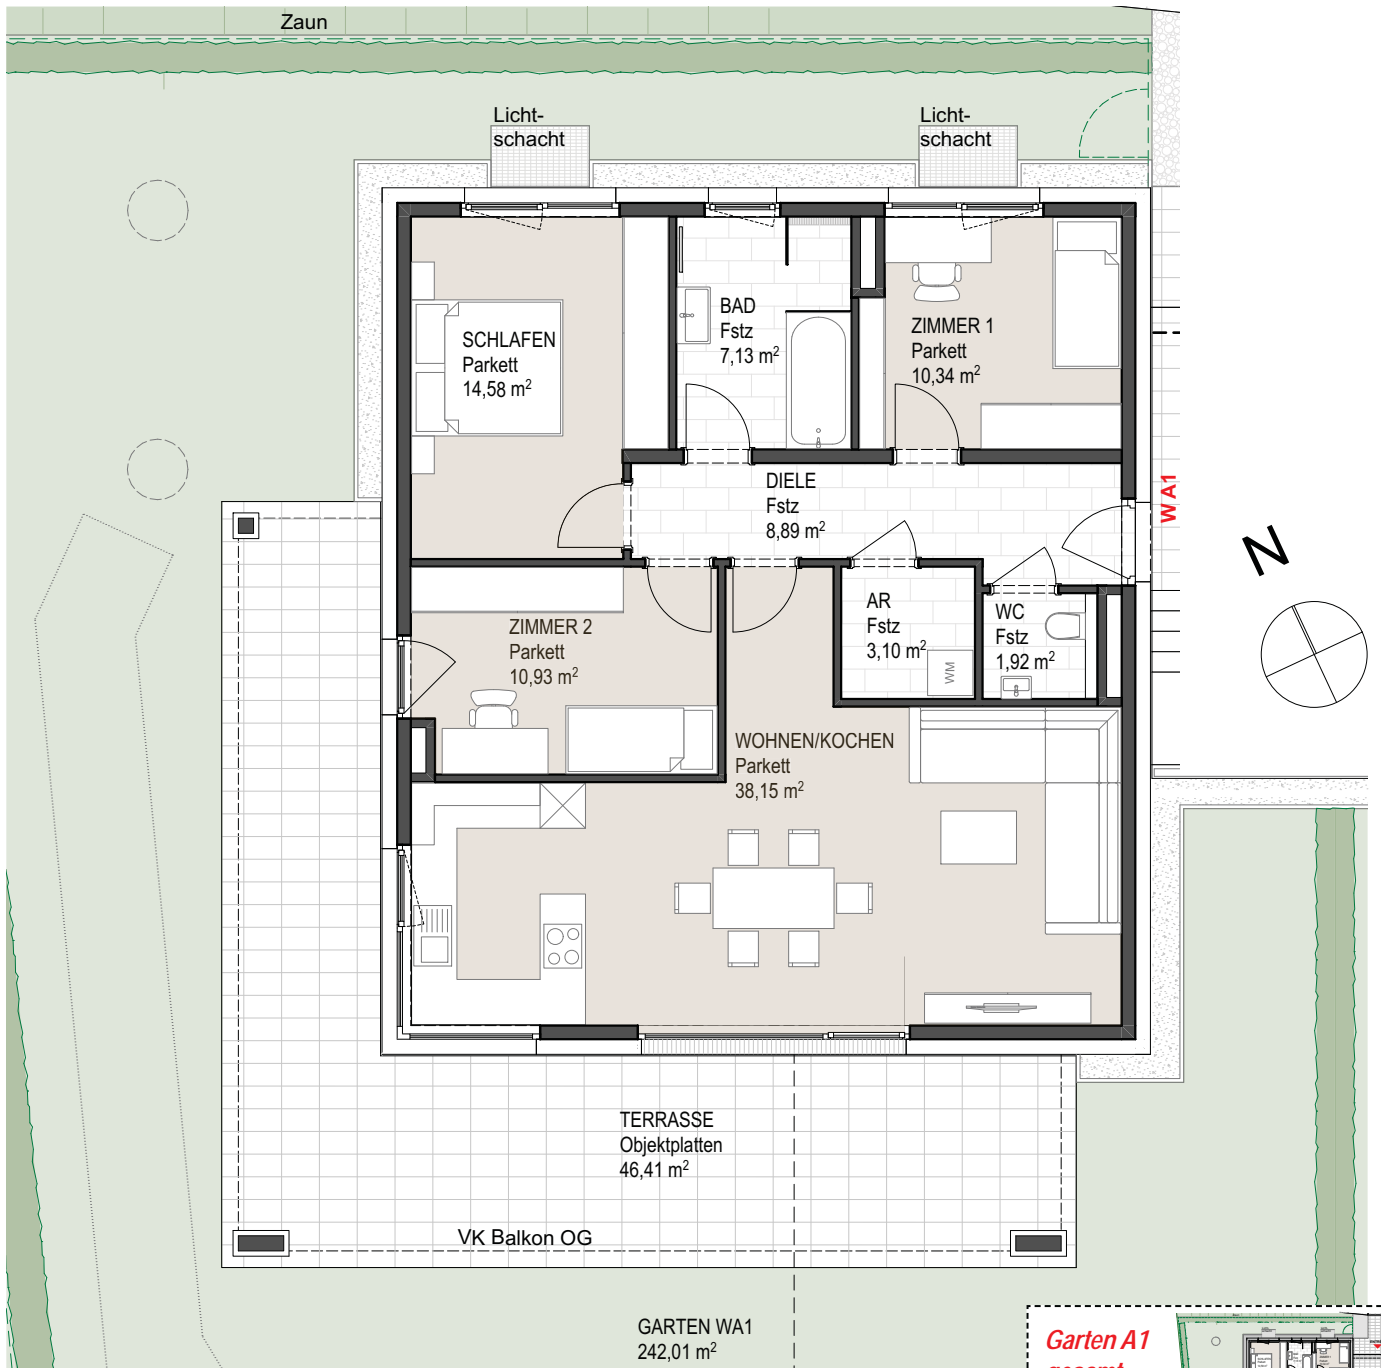 Zaun
Licht-
schacht
Licht-
schacht
BAD
Fstz
7,13 m²
SCHLAFEN
Parkett
14,58 m²
ZIMMER 1
Parkett
10,34 m²
DIELE
Fstz
8,89 m²
W A1
N
AR
Fstz
3,10 m²
WM
WC
Fstz
1,92 m²
ZIMMER 2
Parkett
10,93 m²
WOHNEN/KOCHEN
Parkett
38,15 m²
TERRASSE
Objektplatten
46,41 m²
VK Balkon OG
GARTEN WA1
242,01 m²
Garten A1
gesamt